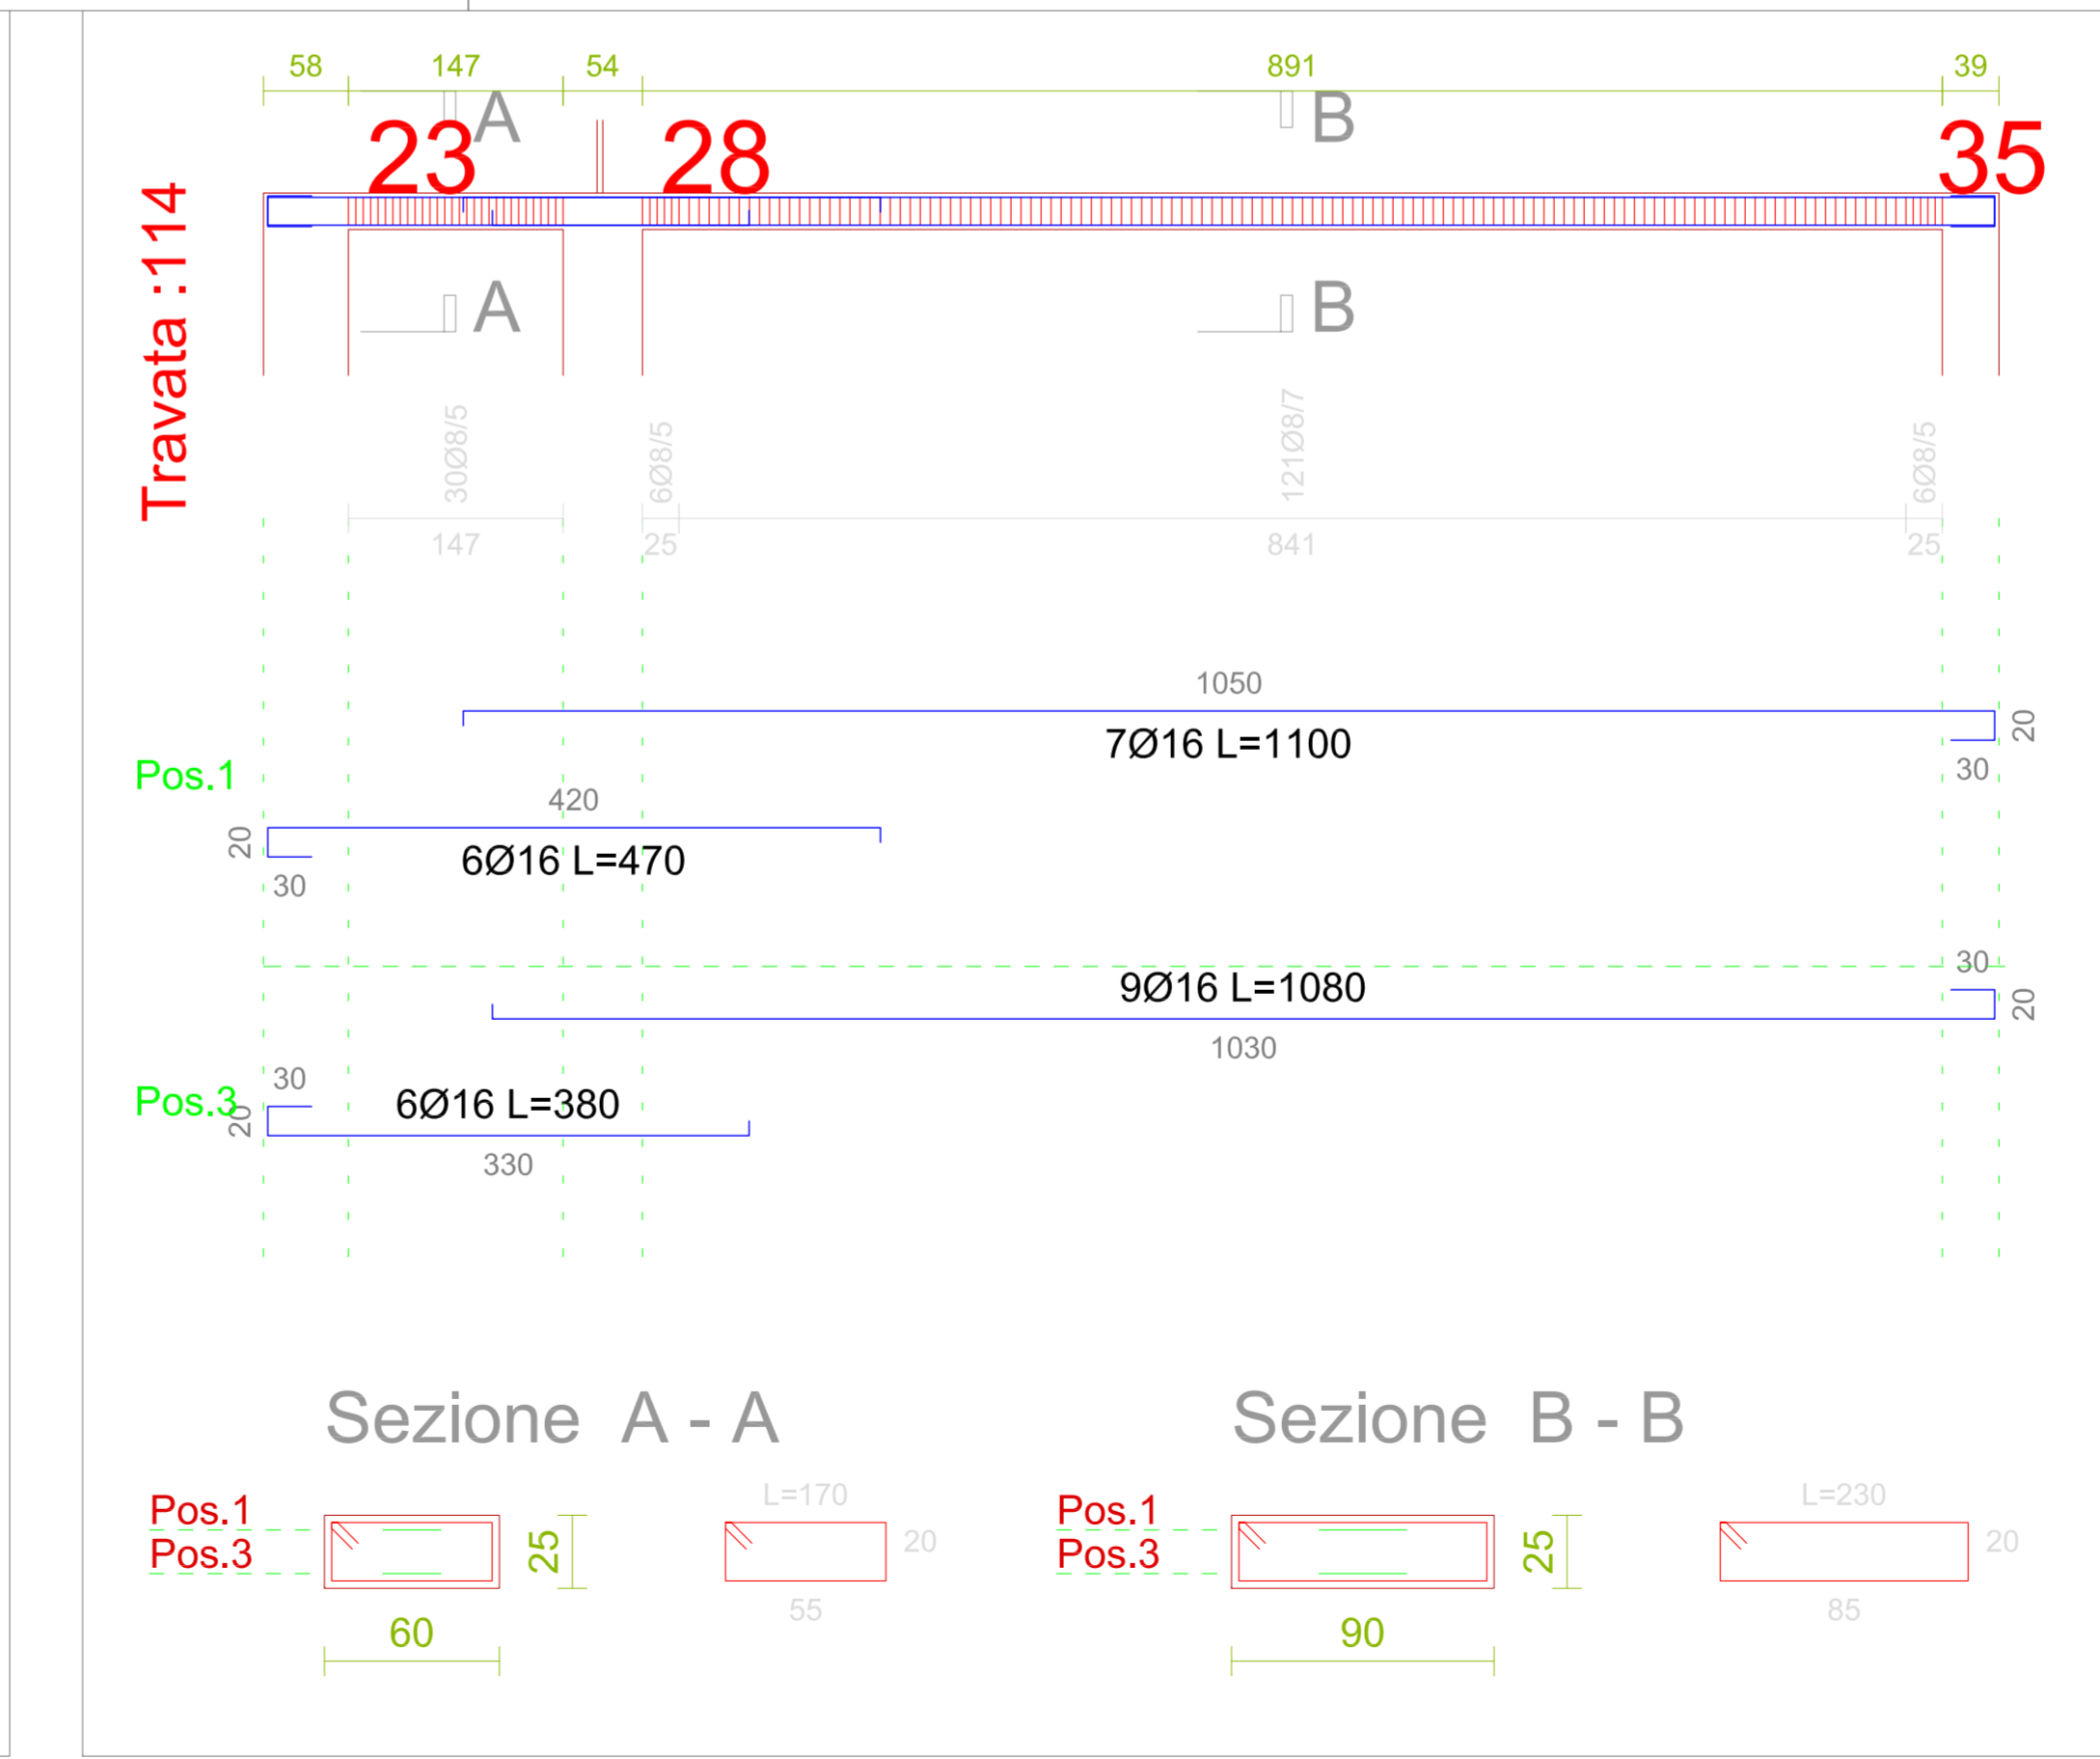 58 147 54 891 39
A B
23 28 35
Travata :114
A B
30Ø8/5 6Ø8/5 121Ø8/7 6Ø8/5
147 25 841 25
1050
7Ø16 L=1100 20
30
Pos.1
420
20 6Ø16 L=470
30
30
9Ø16 L=1080 20
1030
30
Pos.3 20 6Ø16 L=380
330
Sezione A - A Sezione B - B
L=170 L=230
Pos.1 Pos.1
25 20 25 20
Pos.3 Pos.3
55 85
60 90